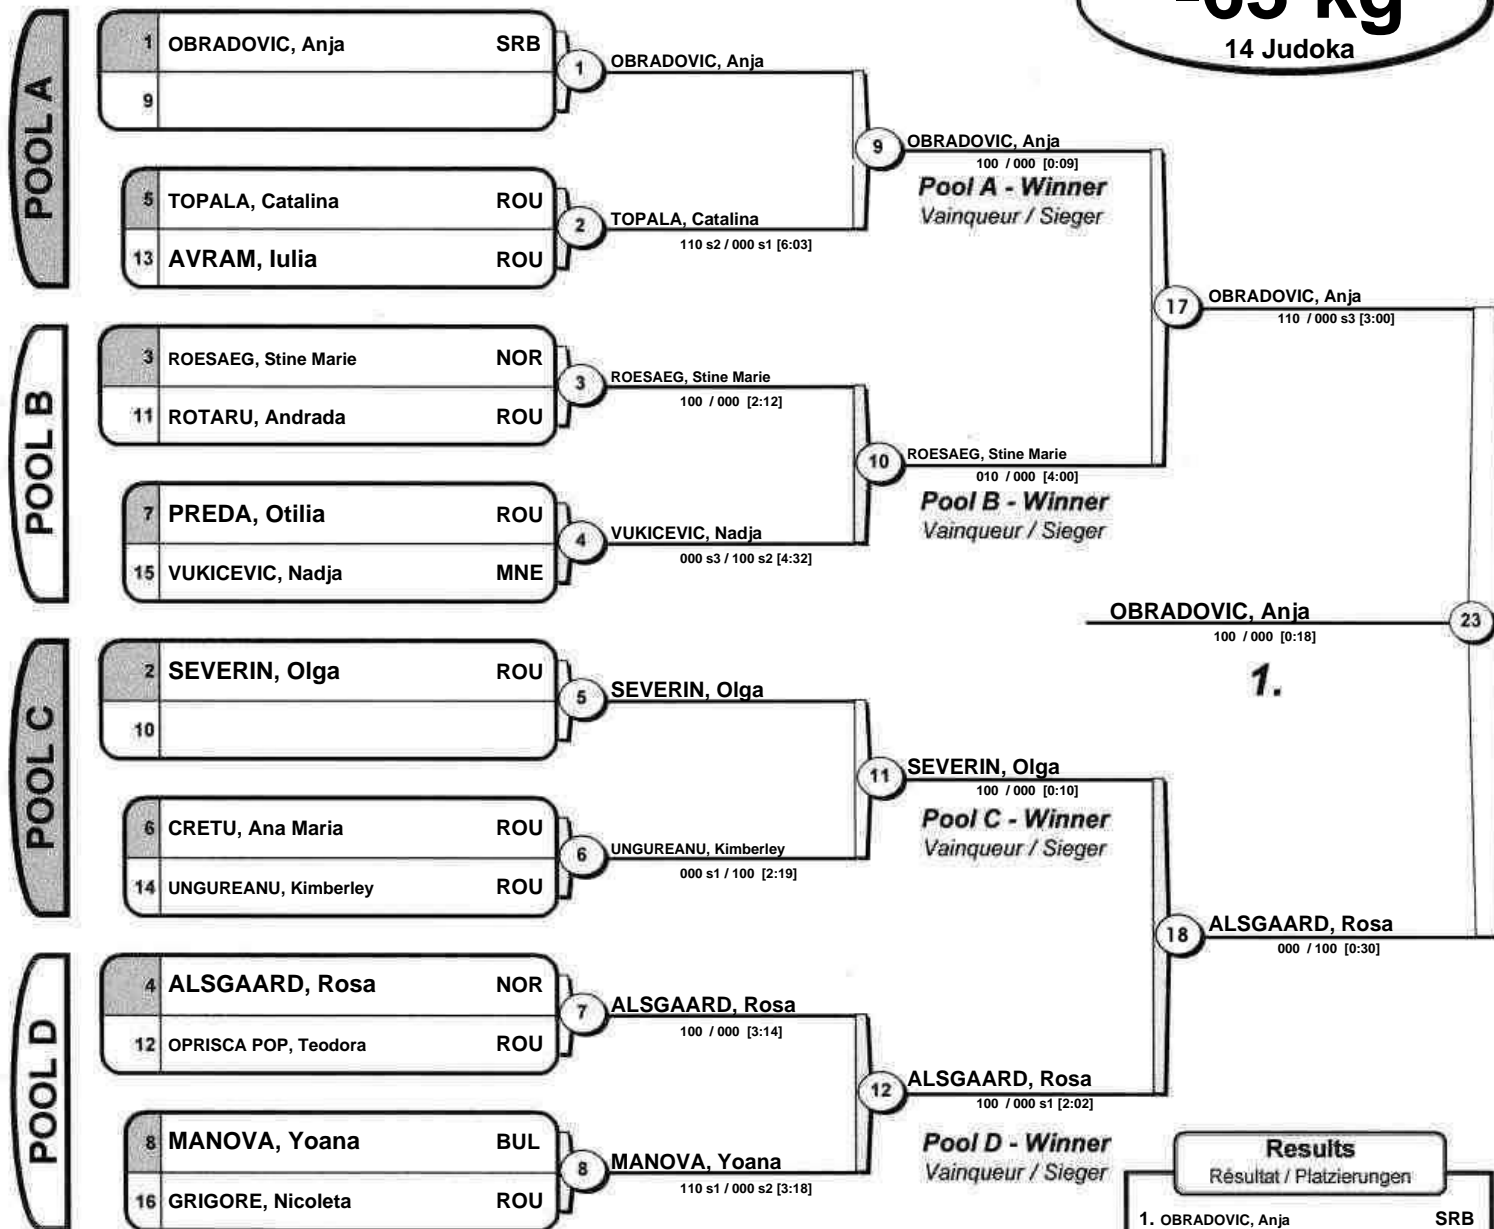 -63 kg
14 Judoka
POOL A
1 OBRADOVIC, Anja SRB
9
5 TOPALA, Catalina ROU
13 AVRAM, Iulia ROU
1 OBRADOVIC, Anja
2 TOPALA, Catalina
110 s2 / 000 s1 [6:03]
9 OBRADOVIC, Anja
100 / 000 [0:09]
Pool A - Winner
Vainqueur / Sieger
POOL B
3 ROESAEG, Stine Marie NOR
11 ROTARU, Andrada ROU
7 PREDA, Otilia ROU
15 VUKICEVIC, Nadja MNE
3 ROESAEG, Stine Marie
100 / 000 [2:12]
4 VUKICEVIC, Nadja
000 s3 / 100 s2 [4:32]
10 ROESAEG, Stine Marie
010 / 000 [4:00]
Pool B - Winner
Vainqueur / Sieger
17 OBRADOVIC, Anja
110 / 000 s3 [3:00]
OBRADOVIC, Anja 23
100 / 000 [0:18]
1.
POOL C
2 SEVERIN, Olga ROU
10
6 CRETU, Ana Maria ROU
14 UNGUREANU, Kimberley ROU
5 SEVERIN, Olga
6 UNGUREANU, Kimberley
000 s1 / 100 [2:19]
11 SEVERIN, Olga
100 / 000 [0:10]
Pool C - Winner
Vainqueur / Sieger
POOL D
4 ALSGAARD, Rosa NOR
12 OPRISCA POP, Teodora ROU
8 MANOVA, Yoana BUL
16 GRIGORE, Nicoleta ROU
7 ALSGAARD, Rosa
100 / 000 [3:14]
8 MANOVA, Yoana
110 s1 / 000 s2 [3:18]
12 ALSGAARD, Rosa
100 / 000 s1 [2:02]
Pool D - Winner
Vainqueur / Sieger
18 ALSGAARD, Rosa
000 / 100 [0:30]
Results
Résultat / Platzierungen
1. OBRADOVIC, Anja SRB